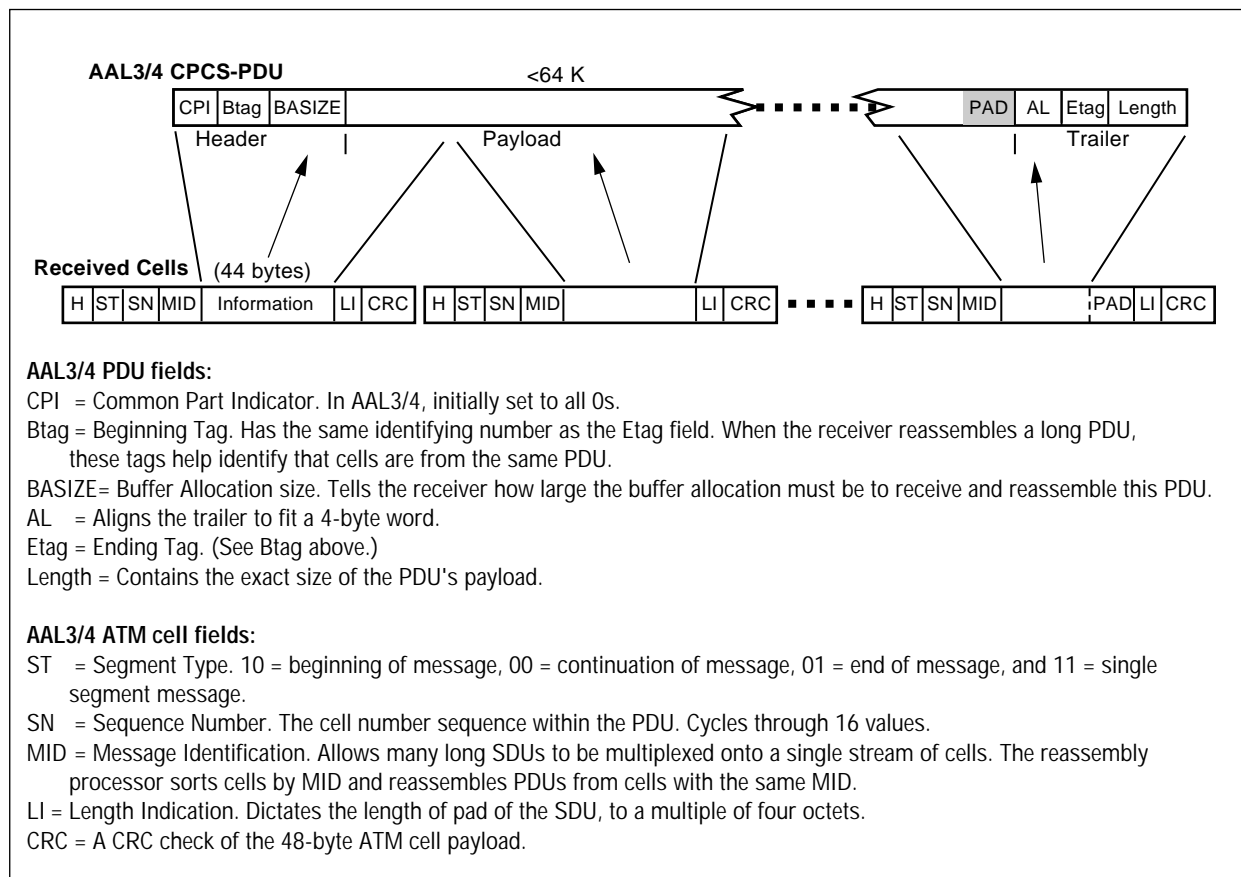 AAL3/4 CPCS-PDU
<64 K
CPI Btag BASIZE PAD AL Etag Length
Header Payload Trailer
Received Cells (44 bytes)
H ST SN MID Information LI CRC H ST SN MID LI CRC H ST SN MID PAD LI CRC
AAL3/4 PDU fields:
CPI = Common Part Indicator. In AAL3/4, initially set to all 0s.
Btag = Beginning Tag. Has the same identifying number as the Etag field. When the receiver reassembles a long PDU,
these tags help identify that cells are from the same PDU.
BASIZE= Buffer Allocation size. Tells the receiver how large the buffer allocation must be to receive and reassemble this PDU.
AL = Aligns the trailer to fit a 4-byte word.
Etag = Ending Tag. (See Btag above.)
Length = Contains the exact size of the PDU's payload.
AAL3/4 ATM cell fields:
ST = Segment Type. 10 = beginning of message, 00 = continuation of message, 01 = end of message, and 11 = single
segment message.
SN = Sequence Number. The cell number sequence within the PDU. Cycles through 16 values.
MID = Message Identification. Allows many long SDUs to be multiplexed onto a single stream of cells. The reassembly
processor sorts cells by MID and reassembles PDUs from cells with the same MID.
LI = Length Indication. Dictates the length of pad of the SDU, to a multiple of four octets.
CRC = A CRC check of the 48-byte ATM cell payload.